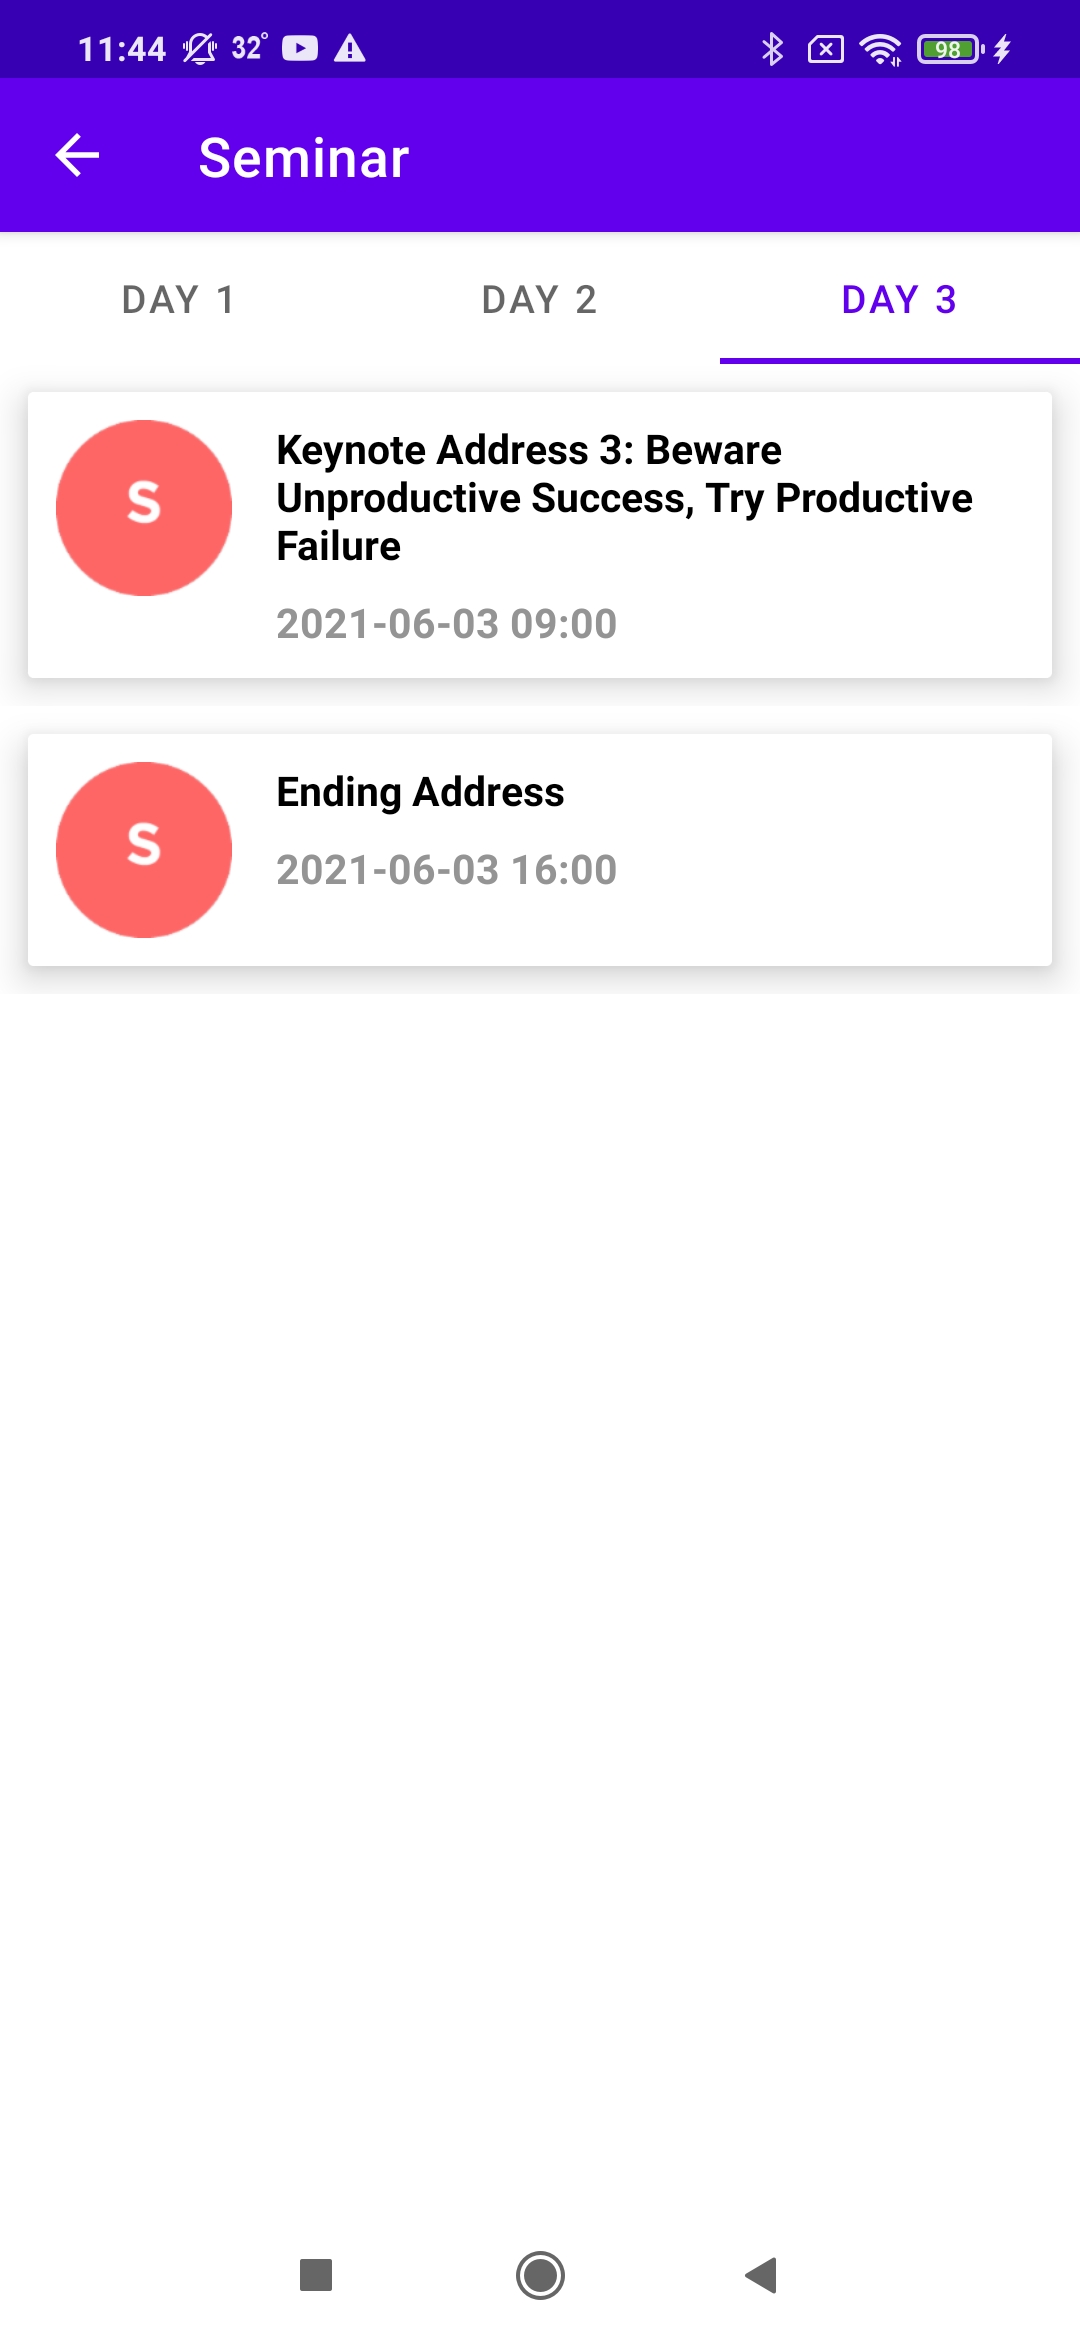 11:44 32° 98
Seminar
DAY 1 DAY 2 DAY 3
S
Keynote Address 3: Beware
Unproductive Success, Try Productive
Failure
2021-06-03 09:00
S
Ending Address
2021-06-03 16:00